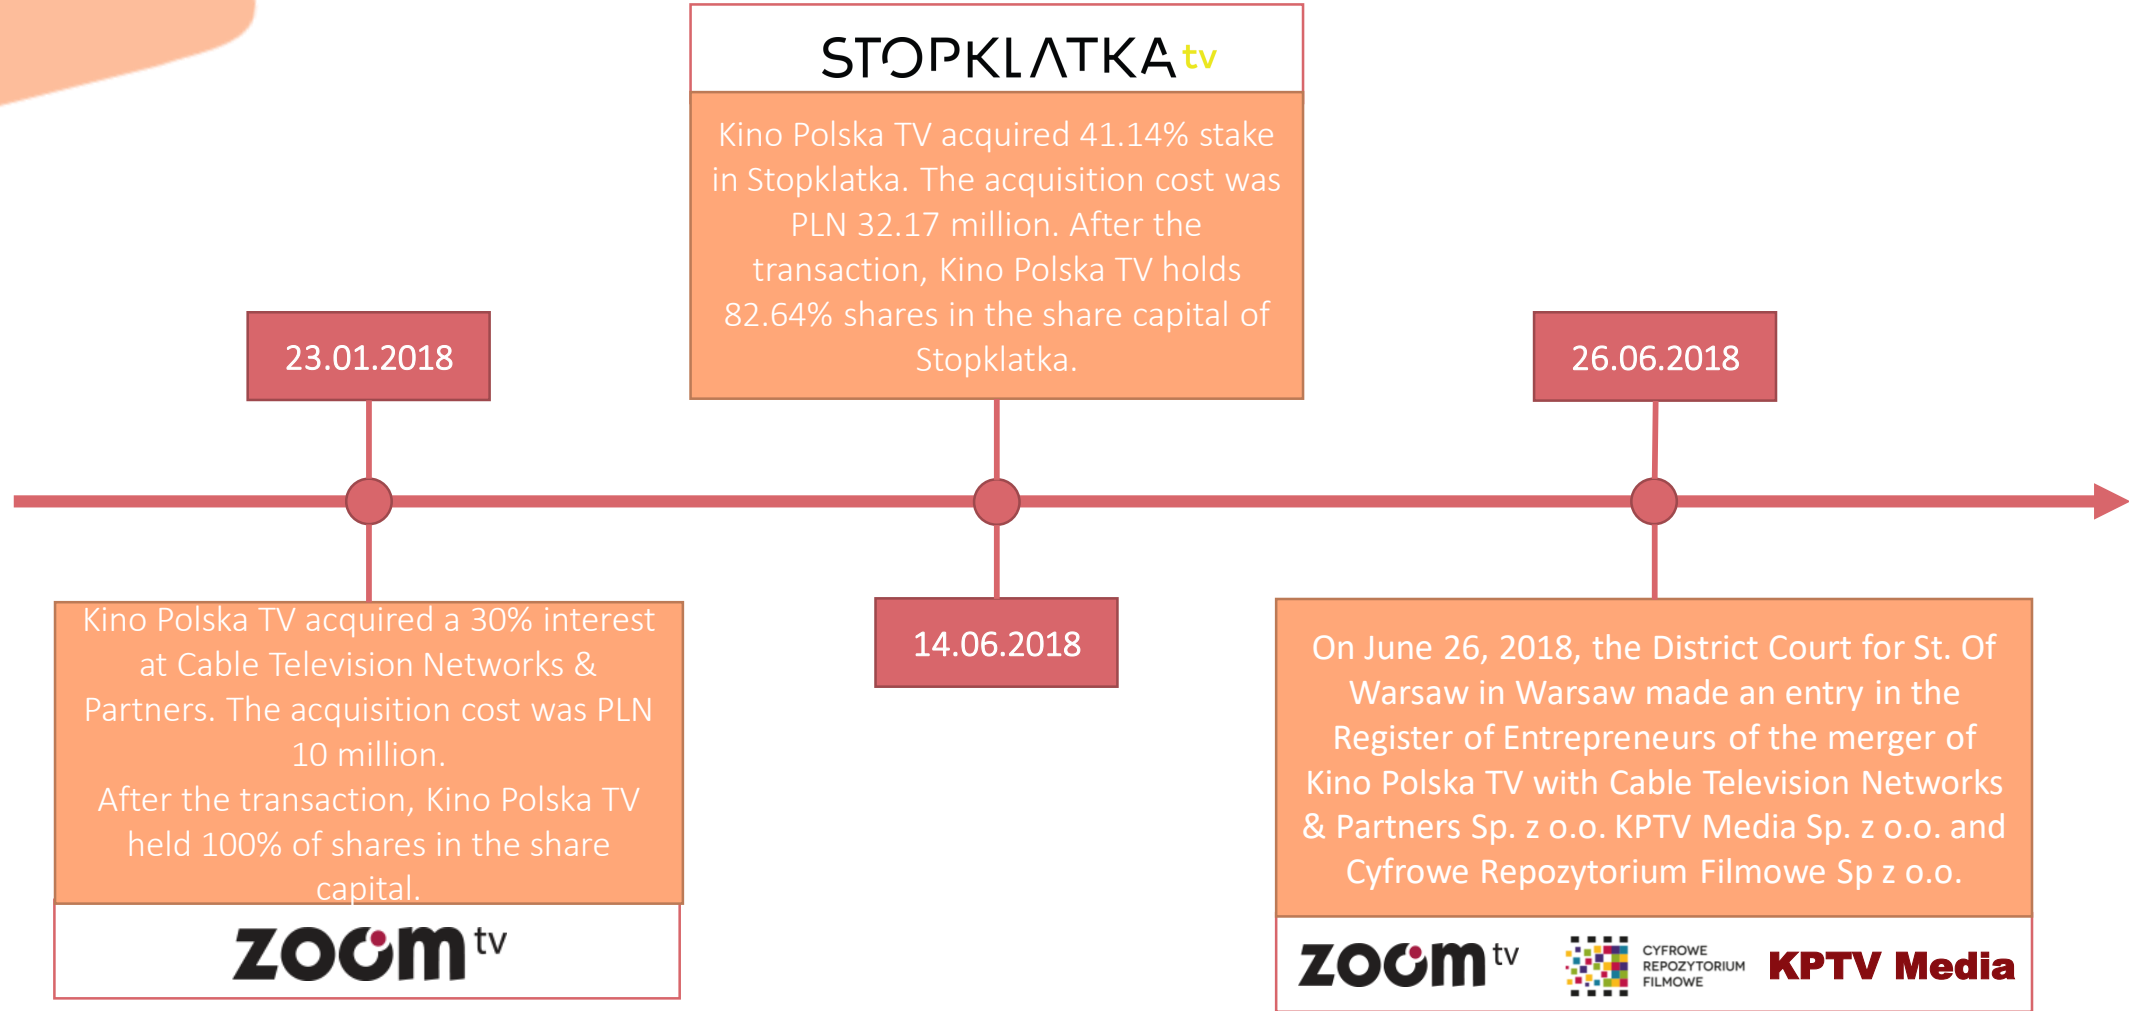 STOPKLATKA tv
Kino Polska TV acquired 41.14% stake
in Stopklatka. The acquisition cost was
PLN 32.17 million. After the
transaction, Kino Polska TV holds
82.64% shares in the share capital of
Stopklatka.
23.01.2018
26.06.2018
14.06.2018
Kino Polska TV acquired a 30% interest
at Cable Television Networks &
Partners. The acquisition cost was PLN
10 million.
After the transaction, Kino Polska TV
held 100% of shares in the share
capital.
zoom tv
On June 26, 2018, the District Court for St. Of
Warsaw in Warsaw made an entry in the
Register of Entrepreneurs of the merger of
Kino Polska TV with Cable Television Networks
& Partners Sp. z o.o. KPTV Media Sp. z o.o. and
Cyfrowe Repozytorium Filmowe Sp z o.o.
zoom tv
CYFROWE
REPOZYTORIUM
FILMOWE
KPTV Media